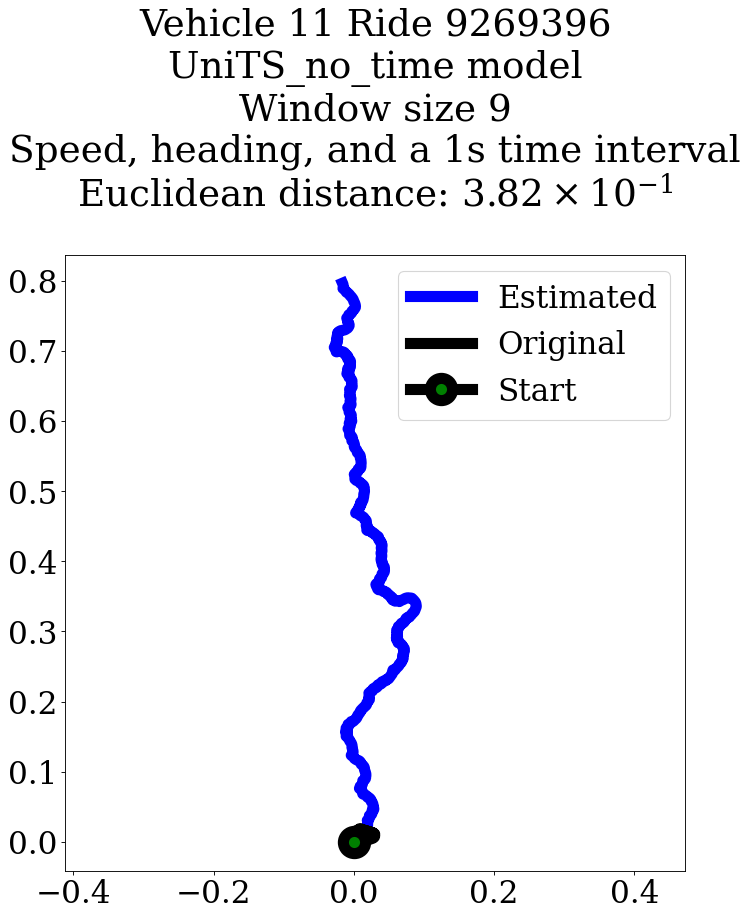 Vehicle 11 Ride 9269396
UniTS_no_time model
Window size 9
Speed, heading, and a 1s time interval
Euclidean distance: 3.82 × 10⁻¹
Estimated
Original
Start
0.8
0.7
0.6
0.5
0.4
0.3
0.2
0.1
0.0
−0.4 −0.2 0.0 0.2 0.4